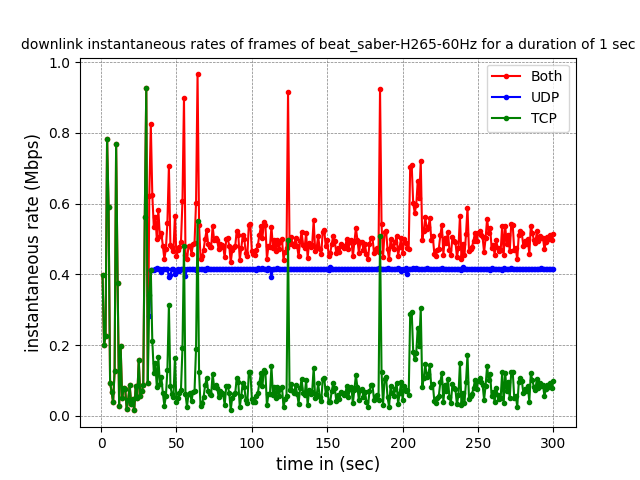 downlink instantaneous rates of frames of beat_saber-H265-60Hz for a duration of 1 sec
1.0
0.8
0.6
0.4
0.2
0.0
instantaneous rate (Mbps)
Both
UDP
TCP
0
50
100
150
200
250
300
time in (sec)